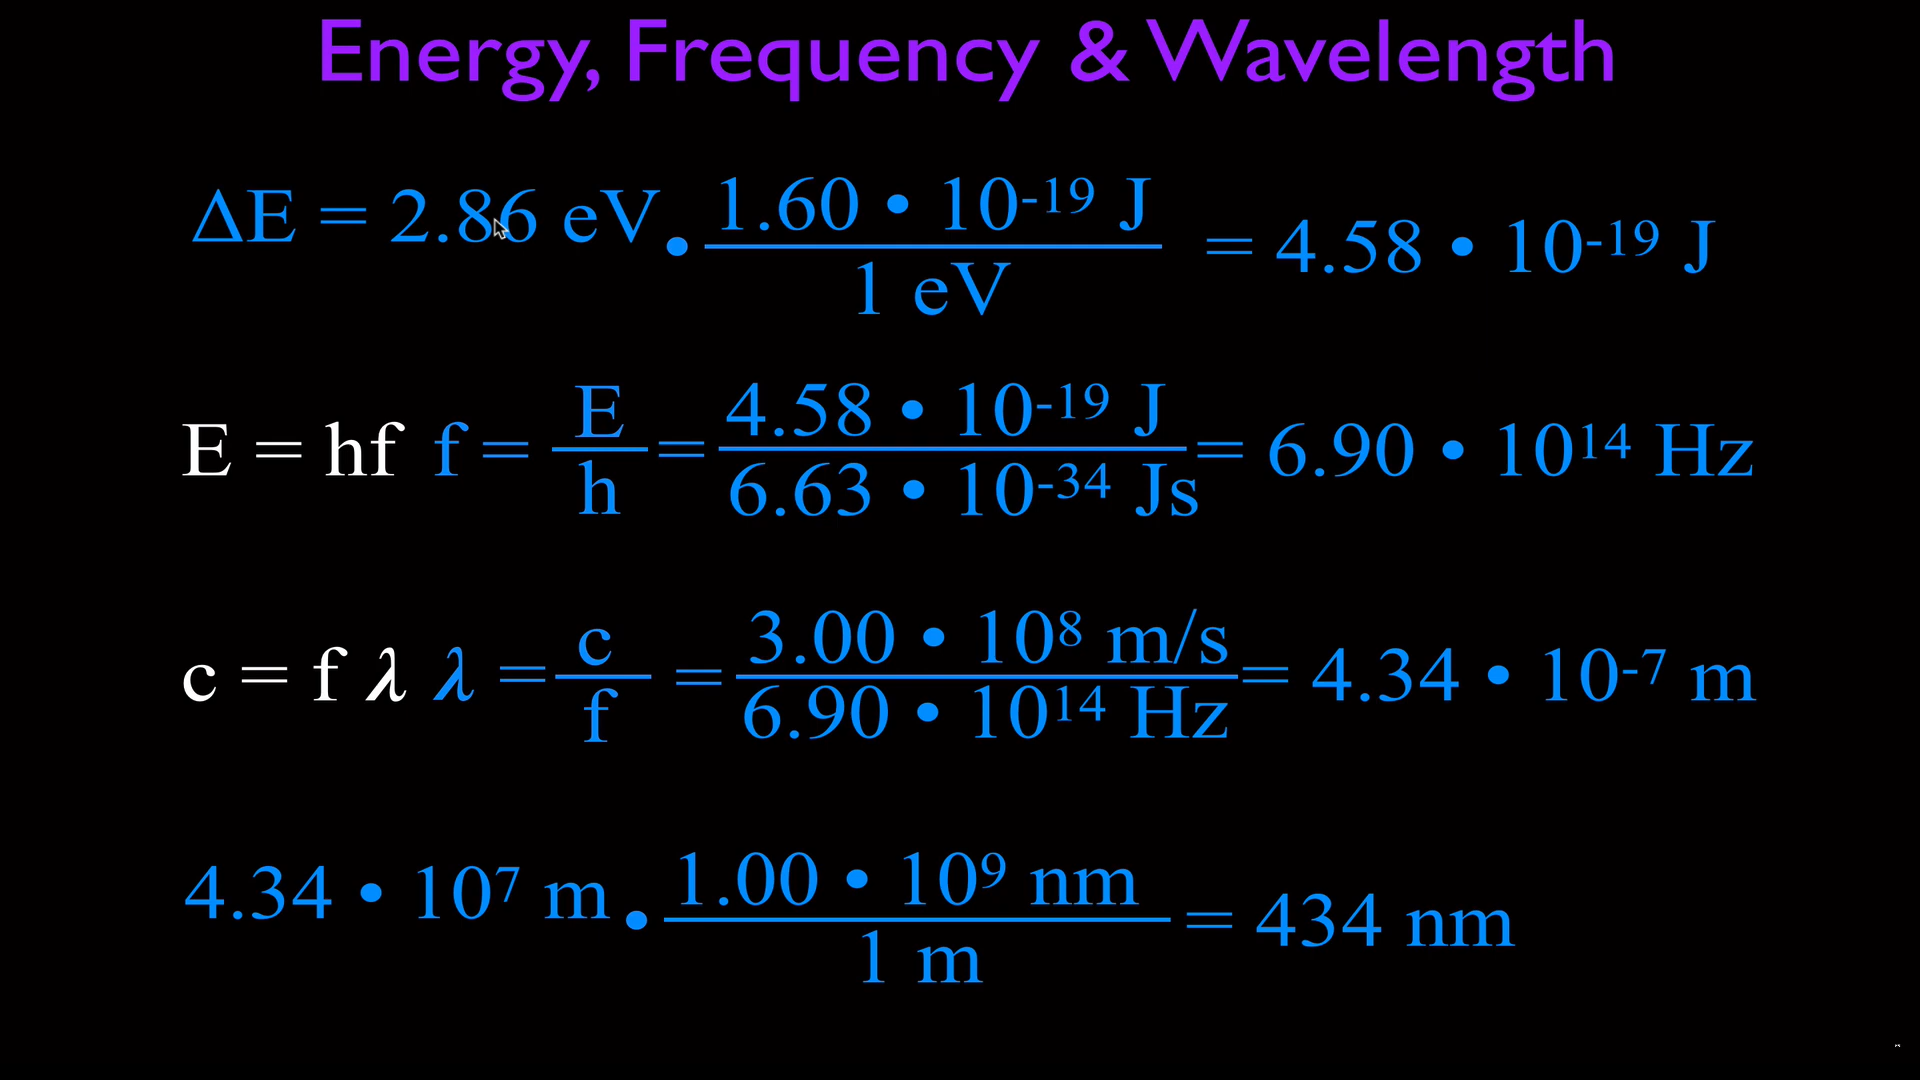 Energy, Frequency & Wavelength
ΔE = 2.86 eV • 1.60 • 10⁻¹⁹ J / 1 eV = 4.58 • 10⁻¹⁹ J
E = hf f = E / h = 4.58 • 10⁻¹⁹ J / 6.63 • 10⁻³⁴ Js = 6.90 • 10¹⁴ Hz
c = f λ λ = c / f = 3.00 • 10⁸ m/s / 6.90 • 10¹⁴ Hz = 4.34 • 10⁻⁷ m
4.34 • 10⁷ m • 1.00 • 10⁹ nm / 1 m = 434 nm